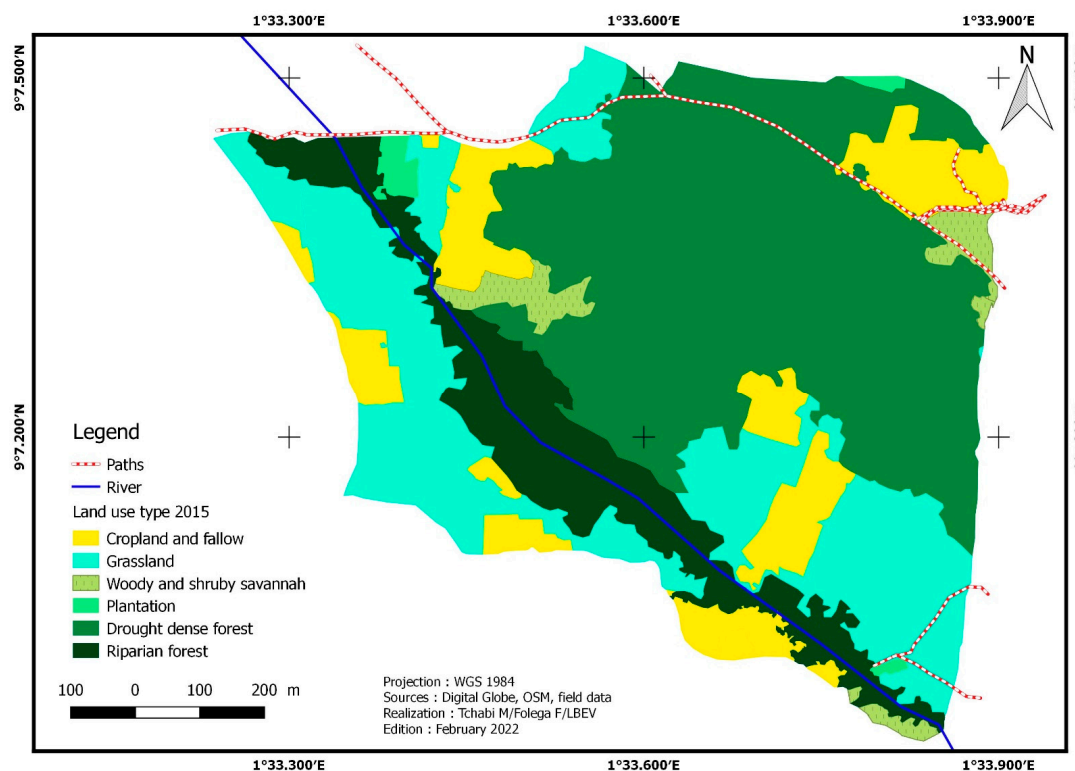 1°33.300′E 1°33.600′E 1°33.900′E
9°7.500′N
N
9°7.200′N
Legend
Paths
River
Land use type 2015
Cropland and fallow
Grassland
Woody and shruby savannah
Plantation
Drought dense forest
Riparian forest
100 0 100 200 m
Projection : WGS 1984
Sources : Digital Globe, OSM, field data
Realization : Tchabi M/Folega F/LBEV
Edition : February 2022
1°33.300′E 1°33.600′E 1°33.900′E